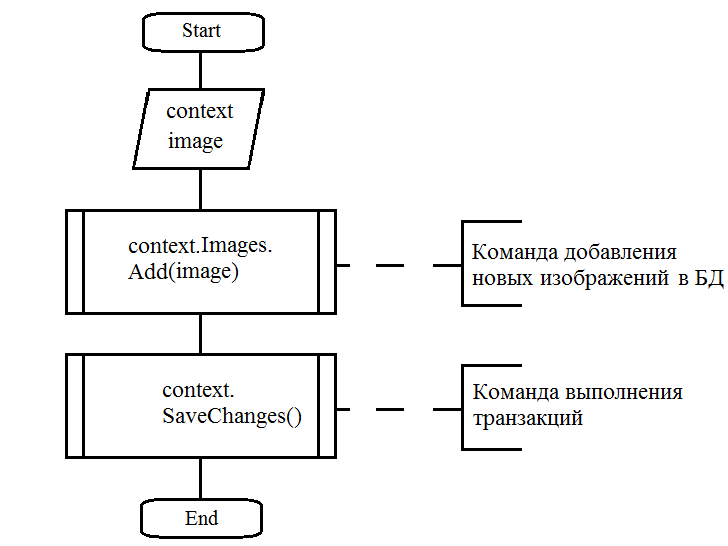 Start
context
image
context.Images.
Add(image)
Команда добавления
новых изображений в БД
context.
SaveChanges()
Команда выполнения
транзакций
End